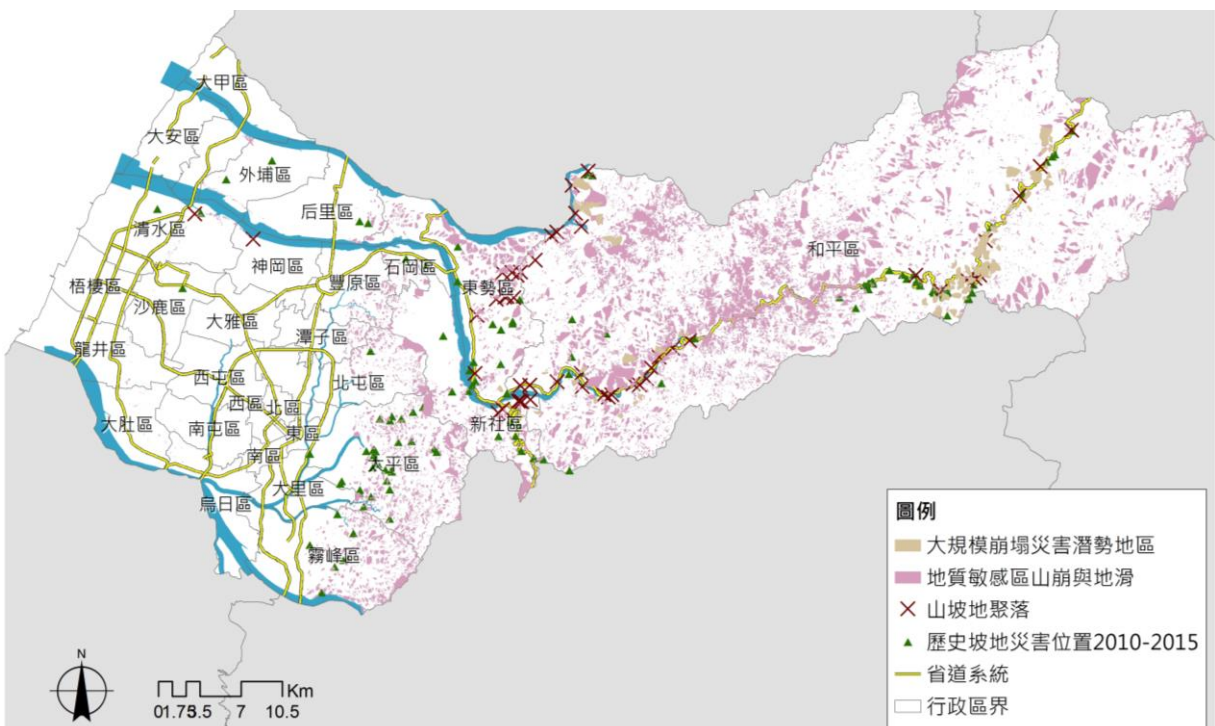 大甲區
大安區
外埔區
后里區
清水區
神岡區
石岡區
豐原區
東勢區
和平區
梧棲區
沙鹿區
大雅區
潭子區
龍井區
西屯區
北屯區
西區
北區
大肚區
南屯區
東區
新社區
南區
太平區
大里區
烏日區
霧峰區
圖例
大規模崩塌災害潛勢地區
地質敏感區山崩與地滑
山坡地聚落
歷史坡地災害位置2010-2015
省道系統
行政區界
N
Km
01.753.5 7 10.5